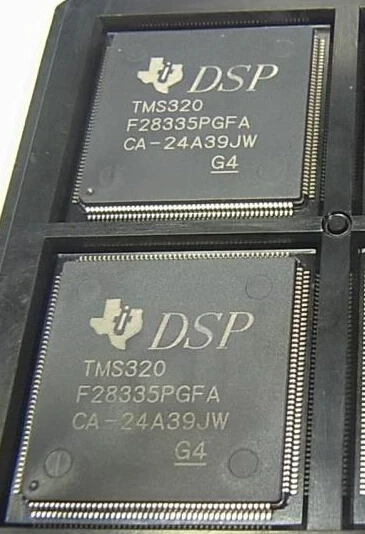 DSP
TMS320
F28335PGFA
CA-24A39JW
G4
DSP
TMS320
F28335PGFA
CA-24A39JW
G4